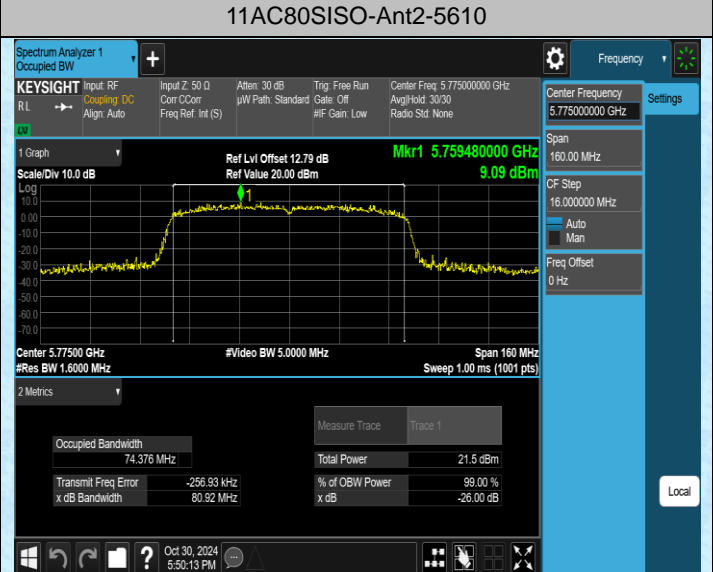 11AC80SISO-Ant2-5610
Spectrum Analyzer 1
Occupied BW
+
Frequency
KEYSIGHT
RL
LXI
Input: RF
Coupling: DC
Align: Auto
Input Z: 50 Ω
Corr CCorr
Freq Ref: Int (S)
Atten: 30 dB
µW Path: Standard
Trig: Free Run
Gate: Off
#IF Gain: Low
Center Freq: 5.775000000 GHz
Avg|Hold: 30/30
Radio Std: None
Center Frequency
5.775000000 GHz
Settings
Span
160.00 MHz
CF Step
16.000000 MHz
Auto
Man
Freq Offset
0 Hz
1 Graph
Scale/Div 10.0 dB
Ref Lvl Offset 12.79 dB
Ref Value 20.00 dBm
Mkr1 5.759480000 GHz
9.09 dBm
Log
10.0
0.00
-10.0
-20.0
-30.0
-40.0
-50.0
-60.0
-70.0
1
Center 5.77500 GHz
#Res BW 1.6000 MHz
#Video BW 5.0000 MHz
Span 160 MHz
Sweep 1.00 ms (1001 pts)
2 Metrics
Measure Trace Trace 1
Occupied Bandwidth
74.376 MHz
Total Power 21.5 dBm
Transmit Freq Error -256.93 kHz
% of OBW Power 99.00 %
x dB Bandwidth 80.92 MHz
x dB -26.00 dB
Local
?
Oct 30, 2024
5:50:13 PM